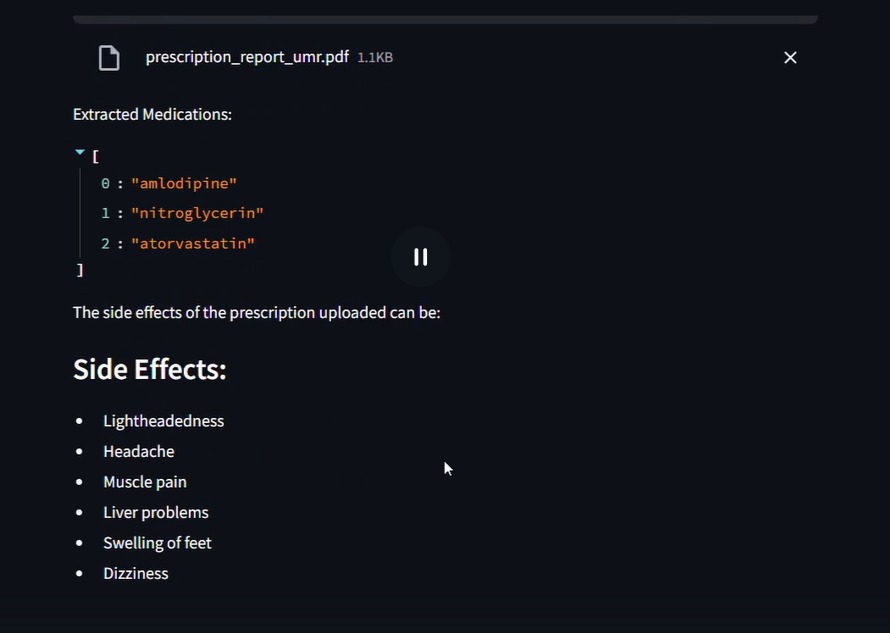 prescription_report_umr.pdf 1.1KB
Extracted Medications:
[
0 : "amlodipine"
1 : "nitroglycerin"
2 : "atorvastatin"
]
The side effects of the prescription uploaded can be:
Side Effects:
• Lightheadedness
• Headache
• Muscle pain
• Liver problems
• Swelling of feet
• Dizziness